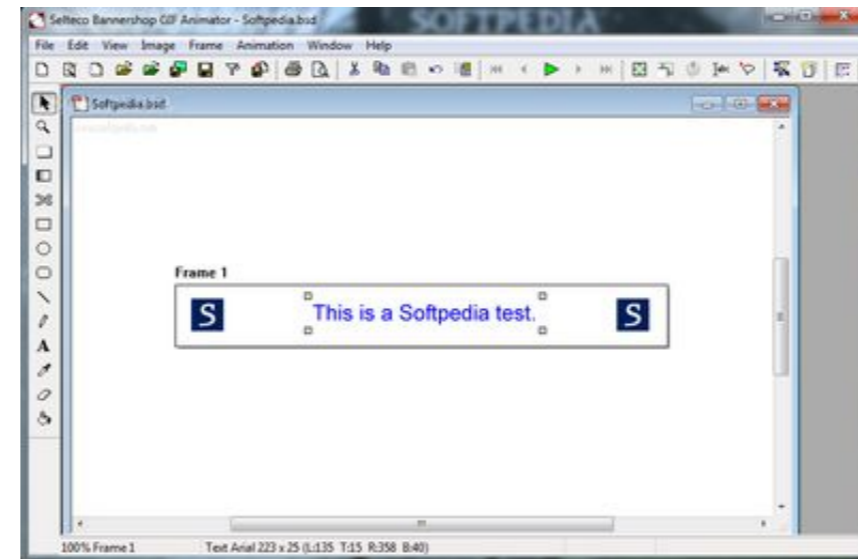 Selteco Bannershop GIF Animator - Softpedia.bsd
SOFTPEDIA
File Edit View Image Frame Animation Window Help
Softpedia.bsd
Frame 1
S
This is a Softpedia test.
S
A
100% Frame 1 Text Arial 223 x 25 (L:135 T:15 R:358 B:40)